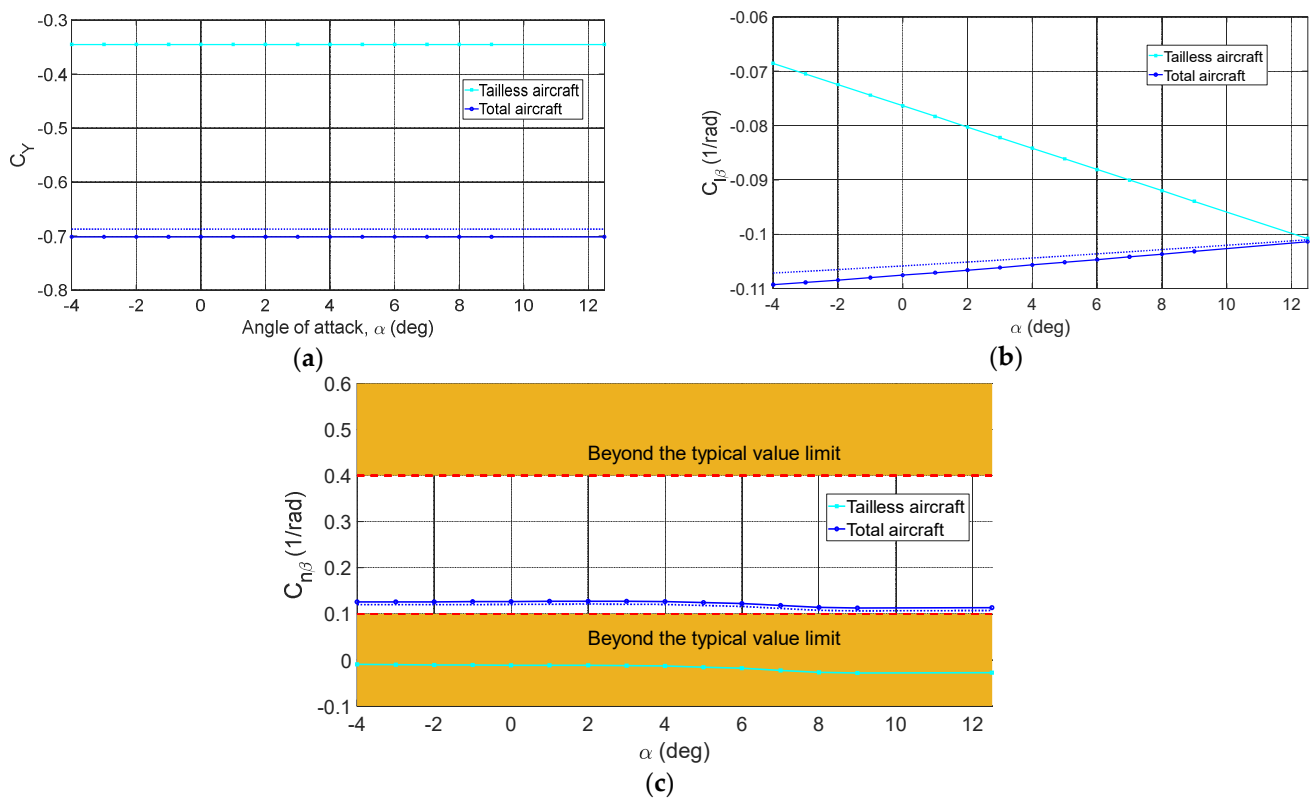 -0.3
-0.4
-0.5
-0.6
-0.7
-0.8
C_Y
Tailless aircraft
Total aircraft
-4 -2 0 2 4 6 8 10 12
Angle of attack, α (deg)
(a)
-0.06
-0.07
-0.08
-0.09
-0.1
-0.11
C_lβ (1/rad)
Tailless aircraft
Total aircraft
-4 -2 0 2 4 6 8 10 12
α (deg)
(b)
0.6
0.5
0.4
0.3
0.2
0.1
0
-0.1
C_nβ (1/rad)
Beyond the typical value limit
Tailless aircraft
Total aircraft
Beyond the typical value limit
-4 -2 0 2 4 6 8 10 12
α (deg)
(c)